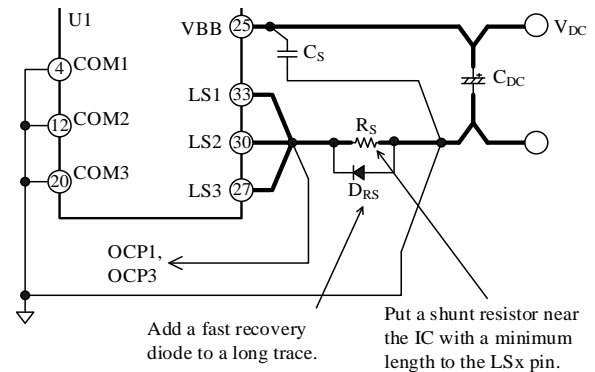 U1
VBB
25
V_DC
C_S
4
COM1
33
LS1
C_DC
12
COM2
30
LS2
R_S
20
COM3
27
LS3
D_RS
OCP1,
OCP3
Add a fast recovery
diode to a long trace.
Put a shunt resistor near
the IC with a minimum
length to the LSx pin.